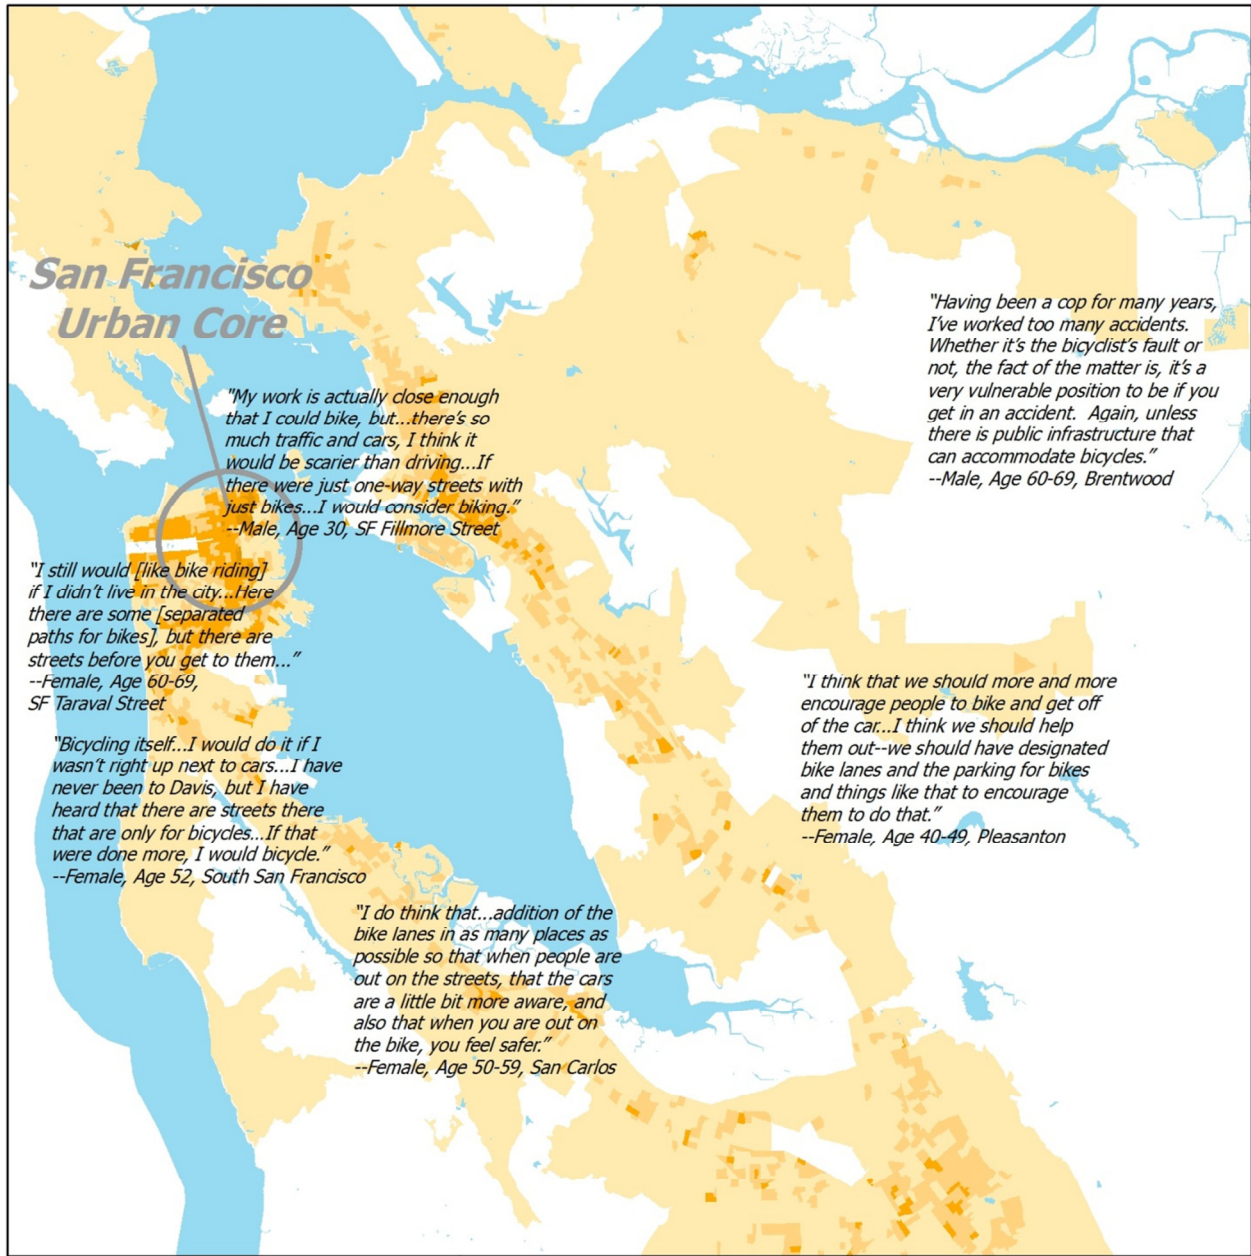 San Francisco
Urban Core
"Having been a cop for many years,
I've worked too many accidents.
Whether it's the bicyclist's fault or
not, the fact of the matter is, it's a
very vulnerable position to be if you
get in an accident.  Again, unless
there is public infrastructure that
can accommodate bicycles."
--Male, Age 60-69, Brentwood
"My work is actually close enough
that I could bike, but...there's so
much traffic and cars, I think it
would be scarier than driving...If
there were just one-way streets with
just bikes...I would consider biking."
--Male, Age 30, SF Fillmore Street
"I still would [like bike riding]
if I didn't live in the city...Here
there are some [separated
paths for bikes], but there are
streets before you get to them..."
--Female, Age 60-69,
SF Taraval Street
"I think that we should more and more
encourage people to bike and get off
of the car...I think we should help
them out--we should have designated
bike lanes and the parking for bikes
and things like that to encourage
them to do that."
--Female, Age 40-49, Pleasanton
"Bicycling itself...I would do it if I
wasn't right up next to cars...I have
never been to Davis, but I have
heard that there are streets there
that are only for bicycles...If that
were done more, I would bicycle."
--Female, Age 52, South San Francisco
"I do think that...addition of the
bike lanes in as many places as
possible so that when people are
out on the streets, that the cars
are a little bit more aware, and
also that when you are out on
the bike, you feel safer."
--Female, Age 50-59, San Carlos